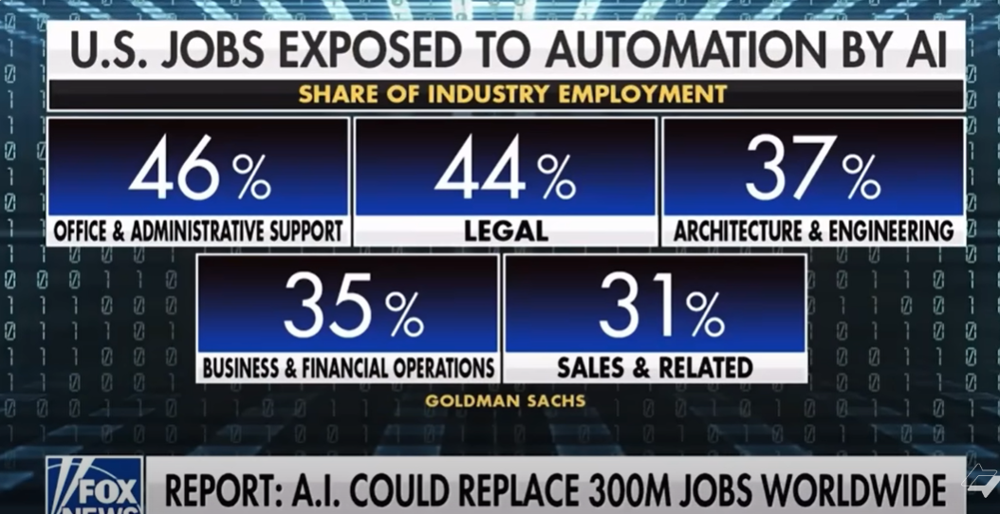 U.S. JOBS EXPOSED TO AUTOMATION BY AI
SHARE OF INDUSTRY EMPLOYMENT
46%
OFFICE & ADMINISTRATIVE SUPPORT
44%
LEGAL
37%
ARCHITECTURE & ENGINEERING
35%
BUSINESS & FINANCIAL OPERATIONS
31%
SALES & RELATED
GOLDMAN SACHS
FOX
NEWS
REPORT: A.I. COULD REPLACE 300M JOBS WORLDWIDE